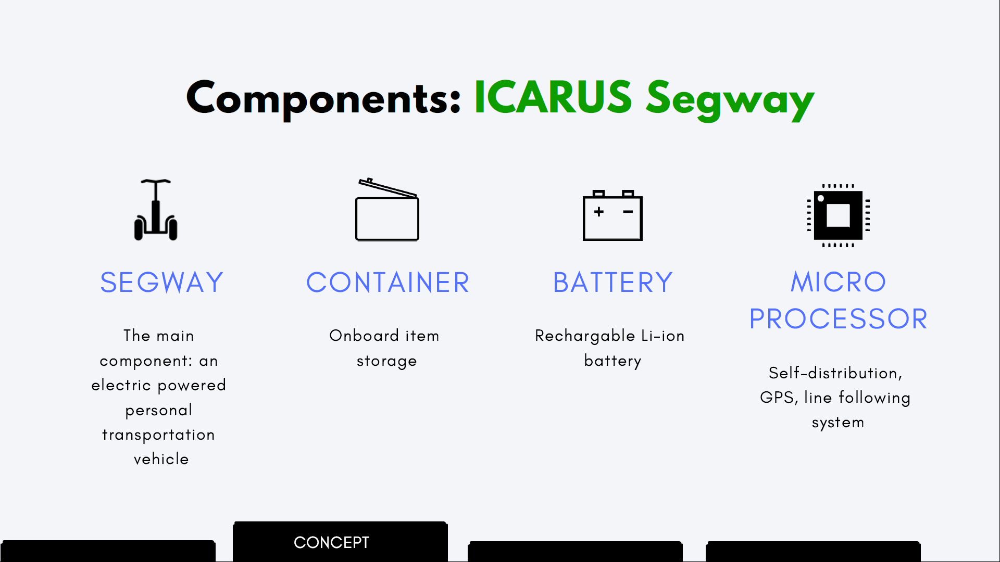 Components: ICARUS Segway
SEGWAY
The main
component: an
electric powered
personal
transportation
vehicle
CONTAINER
Onboard item
storage
BATTERY
Rechargable Li-ion
battery
MICRO
PROCESSOR
Self-distribution,
GPS, line following
system
CONCEPT